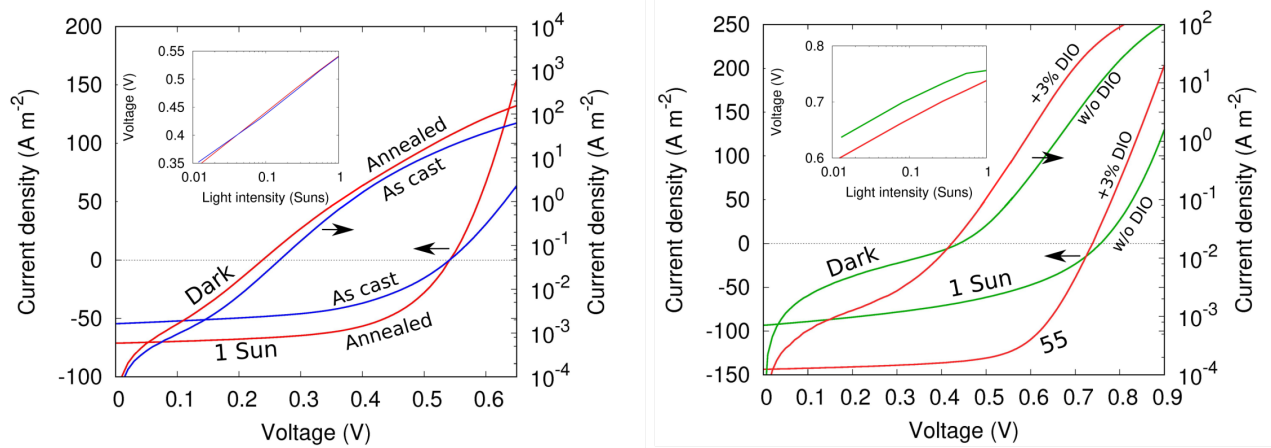 Current density (A m-2)
200
150
100
50
0
-50
-100
0
0.1
0.2
0.3
0.4
0.5
0.6
Voltage (V)
10^4
10^3
10^2
10^1
10^0
10^-1
10^-2
10^-3
10^-4
Current density (A m-2)
Voltage (V)
0.55
0.5
0.45
0.4
0.35
0.01
0.1
1
Light intensity (Suns)
Annealed
As cast
Dark
As cast
Annealed
1 Sun
Current density (A m-2)
250
200
150
100
50
0
-50
-100
-150
0
0.1
0.2
0.3
0.4
0.5
0.6
0.7
0.8
0.9
Voltage (V)
10^2
10^1
10^0
10^-1
10^-2
10^-3
10^-4
Current density (A m-2)
Voltage (V)
0.8
0.7
0.6
0.01
0.1
1
Light intensity (Suns)
+3% DIO
w/o DIO
+3% DIO
w/o DIO
Dark
1 Sun
55